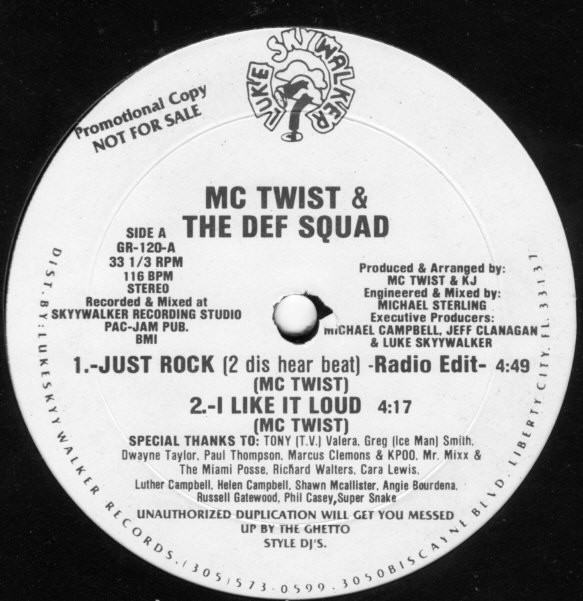 LUKE SKYYWALKER
Promotional Copy
NOT FOR SALE
MC TWIST &
THE DEF SQUAD
SIDE A
GR-120-A
33 1/3 RPM
116 BPM
STEREO
Recorded & Mixed at
SKYYWALKER RECORDING STUDIO
PAC-JAM PUB.
BMI
Produced & Arranged by:
MC TWIST & KJ
Engineered & Mixed by:
MICHAEL STERLING
Executive Producers:
MICHAEL CAMPBELL, JEFF CLANAGAN
& LUKE SKYYWALKER
1.-JUST ROCK (2 dis hear beat) -Radio Edit- 4:49
(MC TWIST)
2.-I LIKE IT LOUD 4:17
(MC TWIST)
SPECIAL THANKS TO: TONY (T.V.) Valera, Greg (Ice Man) Smith,
Dwayne Taylor, Paul Thompson, Marcus Clemons & KPOO, Mr. Mixx &
The Miami Posse, Richard Walters, Cara Lewis,
Luther Campbell, Helen Campbell, Shawn Mcallister, Angie Bourdena,
Russell Gatewood, Phil Casey, Super Snake
UNAUTHORIZED DUPLICATION WILL GET YOU MESSED
UP BY THE GHETTO
STYLE DJ'S.
DIST. BY: LUKE SKYYWALKER RECORDS, (305) 573-0599. 3050 BISCAYNE BLVD. LIBERTY CITY, FL. 33137